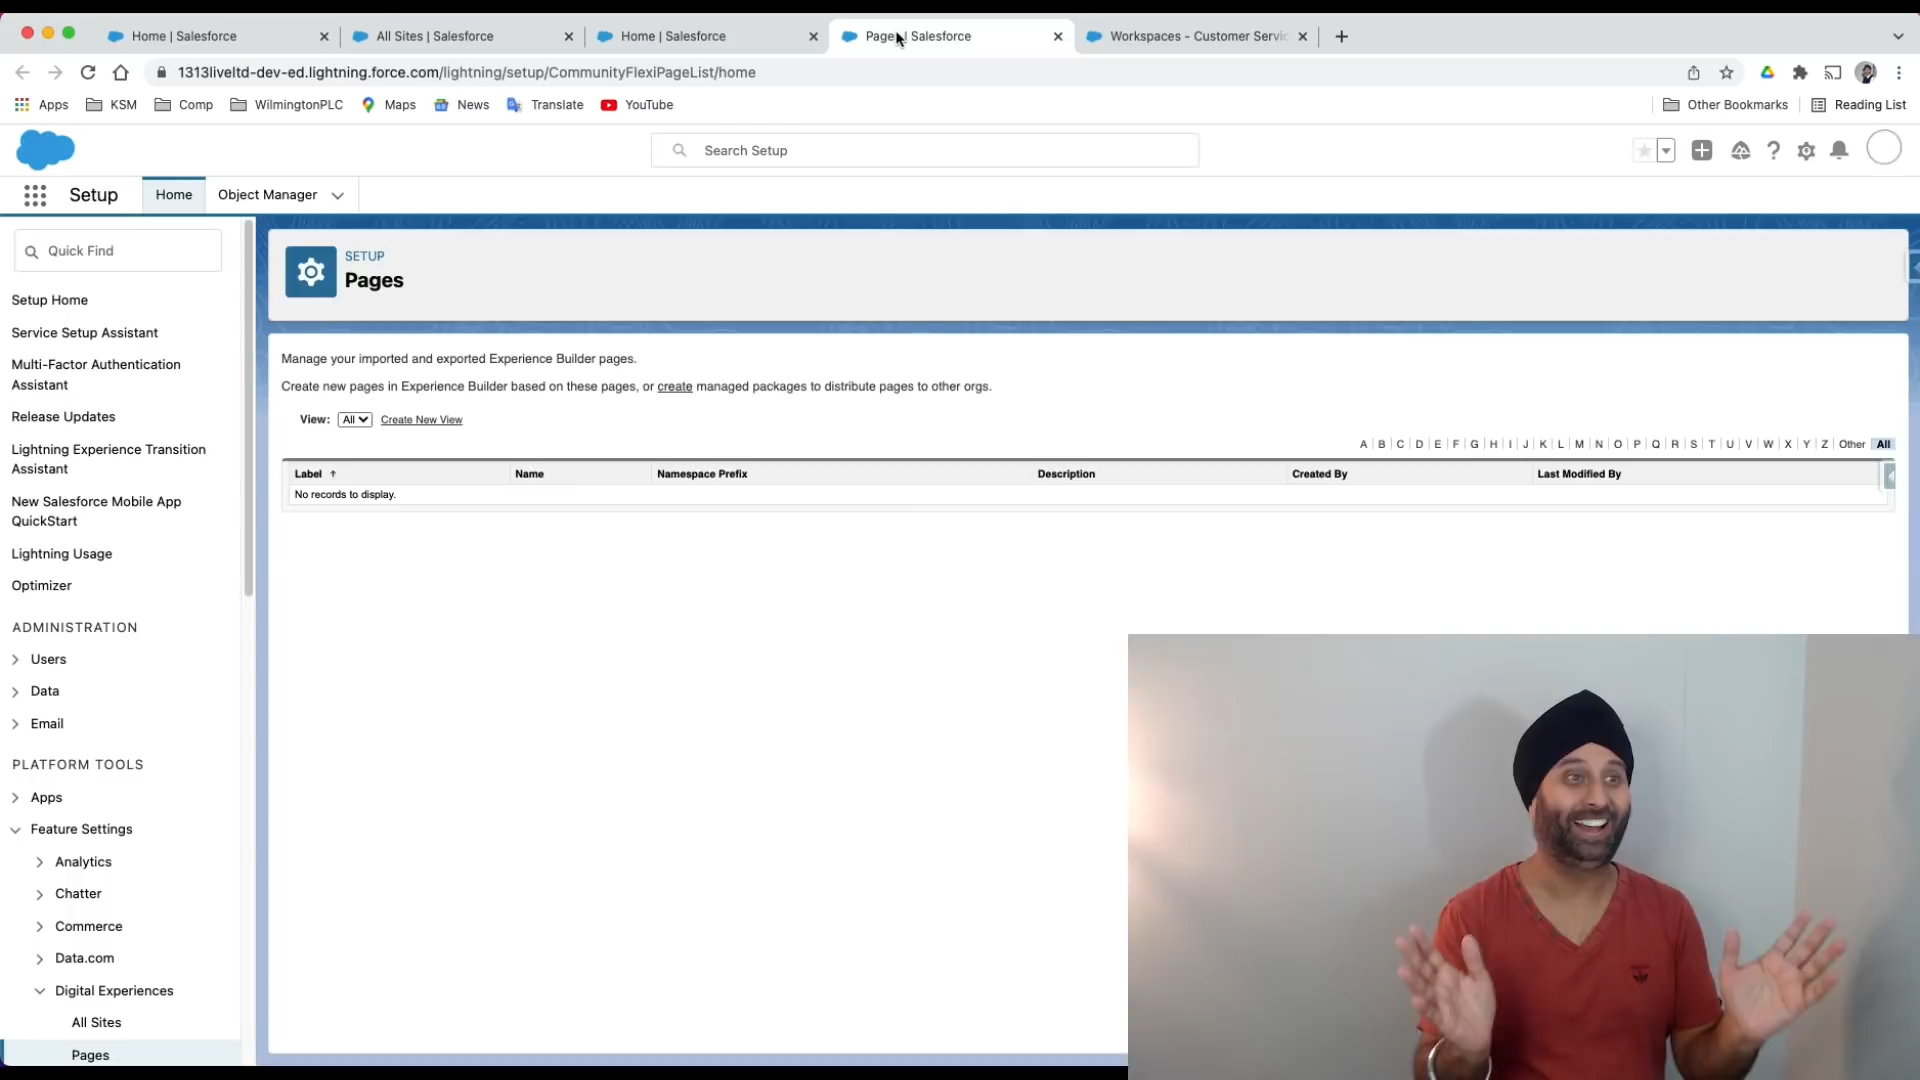 Home | Salesforce
All Sites | Salesforce
Home | Salesforce
Salesforce
Workspaces - Customer Servic
1313liveltd-dev-ed.lightning.force.com/lightning/setup/CommunityFlexiPageList/home
Apps KSM Comp WilmingtonPLC Maps News Translate YouTube Other Bookmarks Reading List
Search Setup
Setup Home Object Manager
Quick Find
Setup Home
Service Setup Assistant
Multi-Factor Authentication
Assistant
Release Updates
Lightning Experience Transition
Assistant
New Salesforce Mobile App
QuickStart
Lightning Usage
Optimizer
ADMINISTRATION
Users
Data
Email
PLATFORM TOOLS
Apps
Feature Settings
Analytics
Chatter
Commerce
Data.com
Digital Experiences
All Sites
Pages
SETUP
Pages
Manage your imported and exported Experience Builder pages.
Create new pages in Experience Builder based on these pages, or create managed packages to distribute pages to other orgs.
View: All Create New View
A | B | C | D | E | F | G | H | I | J | K | L | M | N | O | P | Q | R | S | T | U | V | W | X | Y | Z | Other All
Label Name Namespace Prefix Description Created By Last Modified By
No records to display.